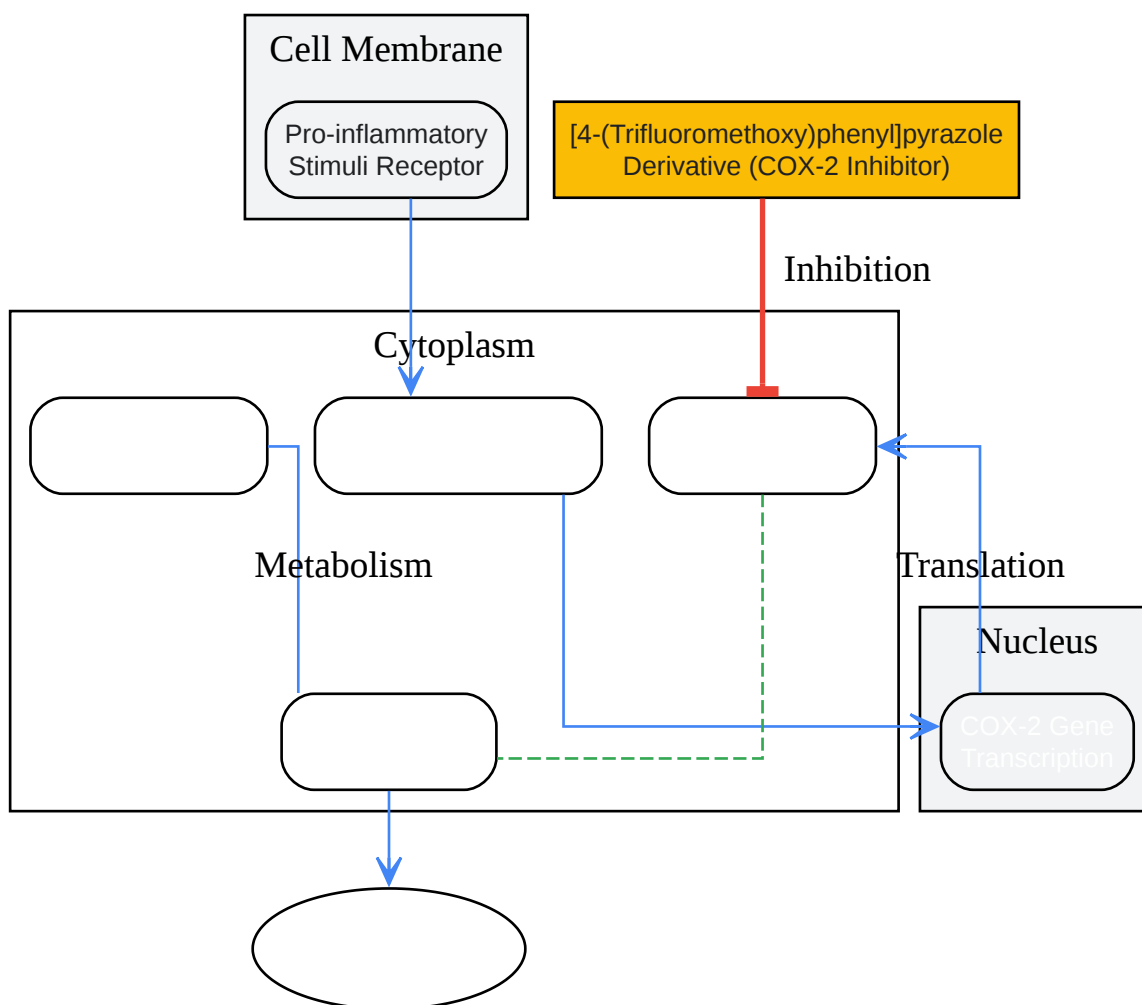 Cell Membrane
Pro-inflammatory
Stimuli Receptor
[4-(Trifluoromethoxy)phenyl]pyrazole
Derivative (COX-2 Inhibitor)
Inhibition
Cytoplasm
Metabolism
Translation
Nucleus
COX-2 Gene
Transcription